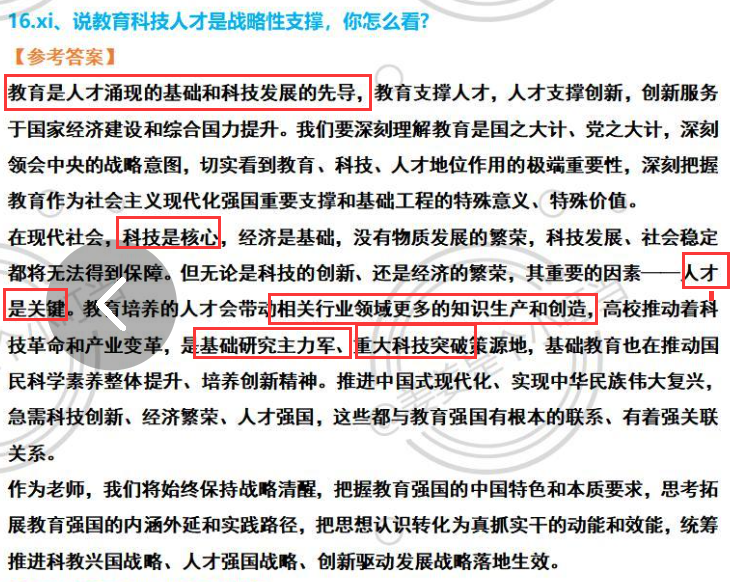 16.xi、说教育科技人才是战略性支撑，你怎么看？
【参考答案】
教育是人才涌现的基础和科技发展的先导，教育支撑人才，人才支撑创新，创新服务
于国家经济建设和综合国力提升。我们要深刻理解教育是国之大计、党之大计，深刻
领会中央的战略意图，切实看到教育、科技、人才地位作用的极端重要性，深刻把握
教育作为社会主义现代化强国重要支撑和基础工程的特殊意义、特殊价值。
在现代社会，科技是核心，经济是基础，没有物质发展的繁荣，科技发展、社会稳定
都将无法得到保障。但无论是科技的创新、还是经济的繁荣，其重要的因素——人才
是关键。教育培养的人才会带动相关行业领域更多的知识生产和创造，高校推动着科
技革命和产业变革，是基础研究主力军、重大科技突破策源地，基础教育也在推动国
民科学素养整体提升、培养创新精神。推进中国式现代化、实现中华民族伟大复兴，
急需科技创新、经济繁荣、人才强国，这些都与教育强国有根本的联系、有着强关联
关系。
作为老师，我们将始终保持战略清醒，把握教育强国的中国特色和本质要求，思考拓
展教育强国的内涵外延和实践路径，把思想认识转化为真抓实干的动能和效能，统筹
推进科教兴国战略、人才强国战略、创新驱动发展战略落地生效。